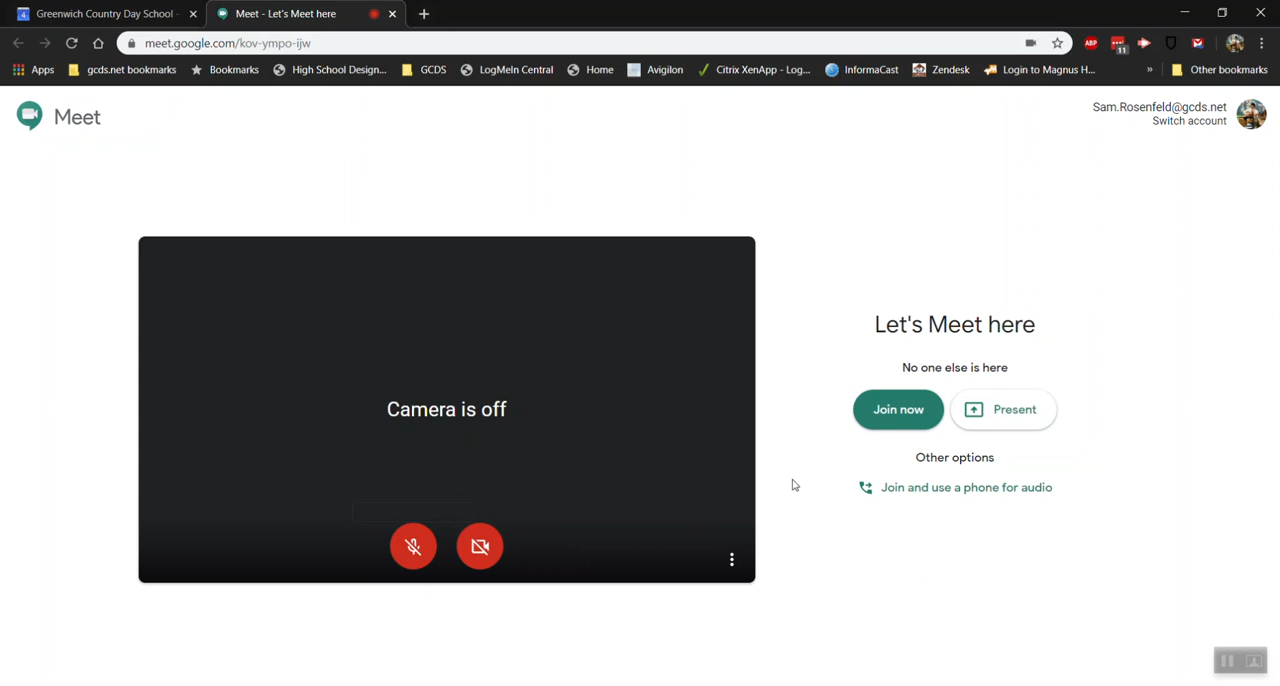 4 Greenwich Country Day School -
Meet - Let's Meet here
meet.google.com/kov-ympo-ijw
ABP
11
Apps gcds.net bookmarks Bookmarks High School Design... GCDS LogMeIn Central Home Avigilon Citrix XenApp - Log... InformaCast Zendesk Login to Magnus H... » Other bookmarks
Meet
Sam.Rosenfeld@gcds.net
Switch account
Camera is off
Let's Meet here
No one else is here
Join now
Present
Other options
Join and use a phone for audio